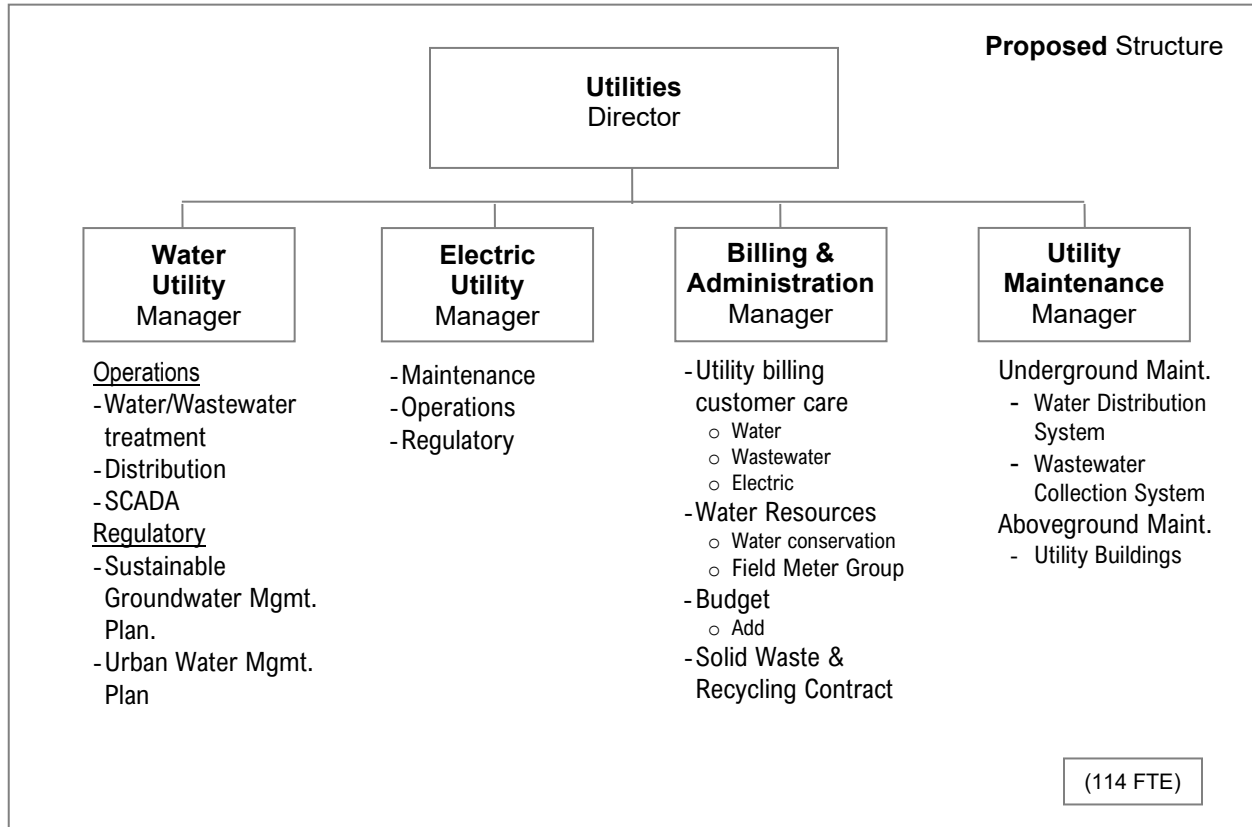 Proposed Structure
Utilities
Director
Water
Utility
Manager
Operations
-Water/Wastewater
treatment
-Distribution
-SCADA
Regulatory
-Sustainable
Groundwater Mgmt.
Plan.
-Urban Water Mgmt.
Plan
Electric
Utility
Manager
-Maintenance
-Operations
-Regulatory
Billing &
Administration
Manager
-Utility billing
customer care
o Water
o Wastewater
o Electric
-Water Resources
o Water conservation
o Field Meter Group
-Budget
o Add
-Solid Waste &
Recycling Contract
Utility
Maintenance
Manager
Underground Maint.
- Water Distribution
System
- Wastewater
Collection System
Aboveground Maint.
- Utility Buildings
(114 FTE)